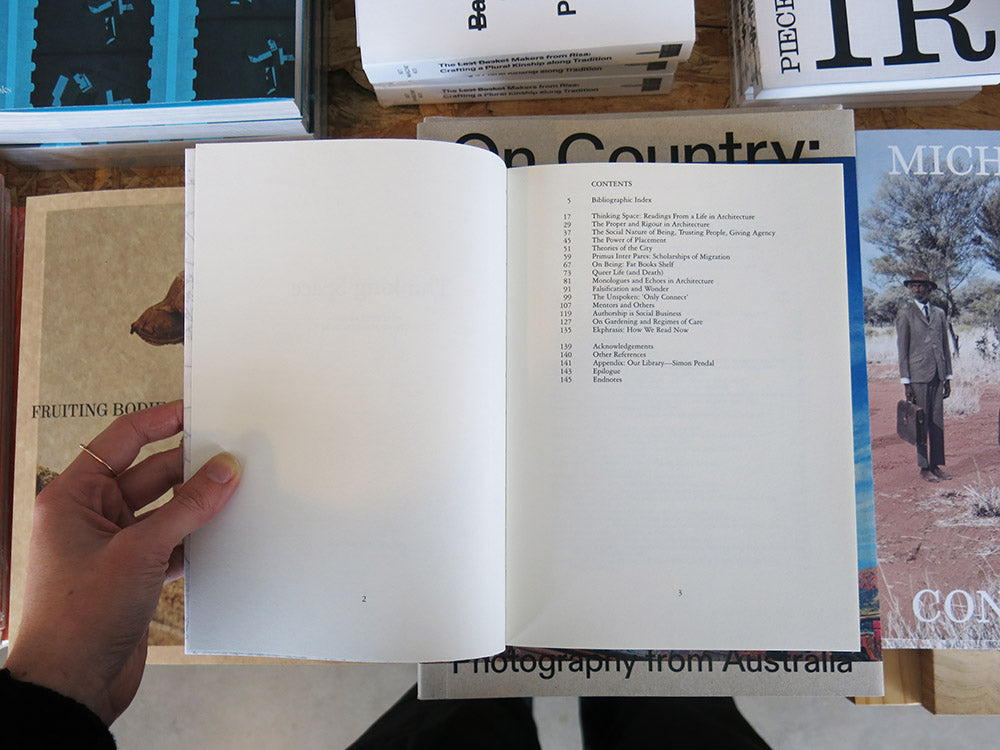 The Last Basket Makers from Risa:
Crafting a Plural Kinship along Tradition
The Last Basket Makers from Risa:
Crafting a Plural Kinship along Tradition
PIECE
IR
On Country:
MICH
CONTENTS
5 Bibliographic Index
17 Thinking Space: Readings From a Life in Architecture
29 The Proper and Rigour in Architecture
37 The Social Nature of Being, Trusting People, Giving Agency
45 The Power of Placement
51 Theories of the City
59 Primus Inter Pares: Scholarships of Migration
67 On Being: Fat Books Shelf
73 Queer Life (and Death)
81 Monologues and Echoes in Architecture
91 Falsification and Wonder
99 The Unspoken: 'Only Connect'
107 Mentors and Others
119 Authorship is Social Business
127 On Gardening and Regimes of Care
135 Ekphrasis: How We Read Now
139 Acknowledgements
140 Other References
141 Appendix: Our Library—Simon Pendal
143 Epilogue
145 Endnotes
FRUITING BODIE
2
3
CON
Photography from Australia